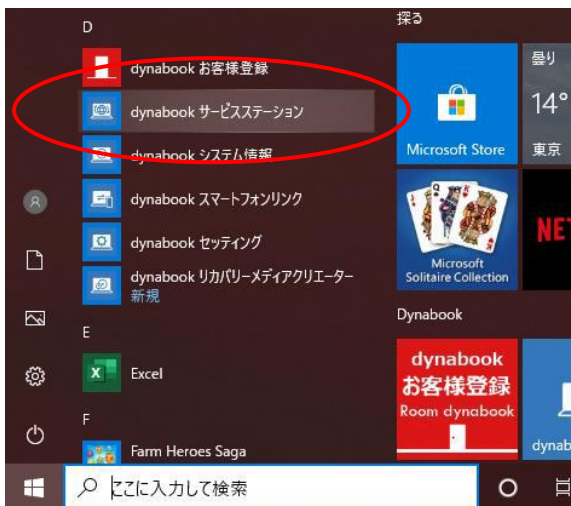 D
dynabook お客様登録
dynabook サービスステーション
dynabook システム情報
dynabook スマートフォンリンク
dynabook セッティング
dynabook リカバリーメディアクリエーター
新規
E
Excel
F
Farm Heroes Saga
ここに入力して検索
探る
Microsoft Store
曇り
14°
東京
Microsoft
Solitaire Collection
NET
Dynabook
dynabook
お客様登録
Room dynabook
dynab